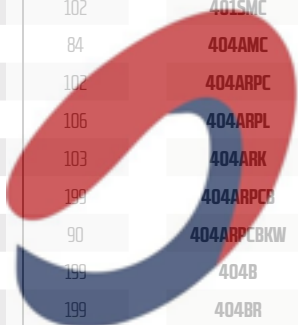 102 401SMC
84 404AMC
102 404ARPC
106 404ARPL
103 404ARK
199 404ARPCB
90 404ARPCBKW
199 404B
199 404BR